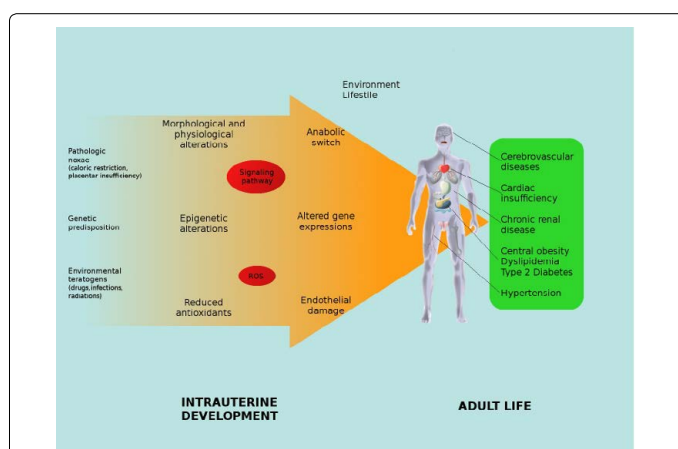 Environment
Lifestile
Morphological and
physiological
alterations
Anabolic
switch
Pathologic
noxae
(caloric restriction,
placentar insufficiency)
Signaling
pathway
Cerebrovascular
diseases
Cardiac
insufficiency
Genetic
predisposition
Epigenetic
alterations
Altered gene
expressions
Chronic renal
disease
Central obesity
Dyslipidemia
Type 2 Diabetes
Hypertension
Environmental
teratogens
(drugs,infections,
radiations)
ROS
Reduced
antioxidants
Endothelial
damage
INTRAUTERINE
DEVELOPMENT
ADULT LIFE